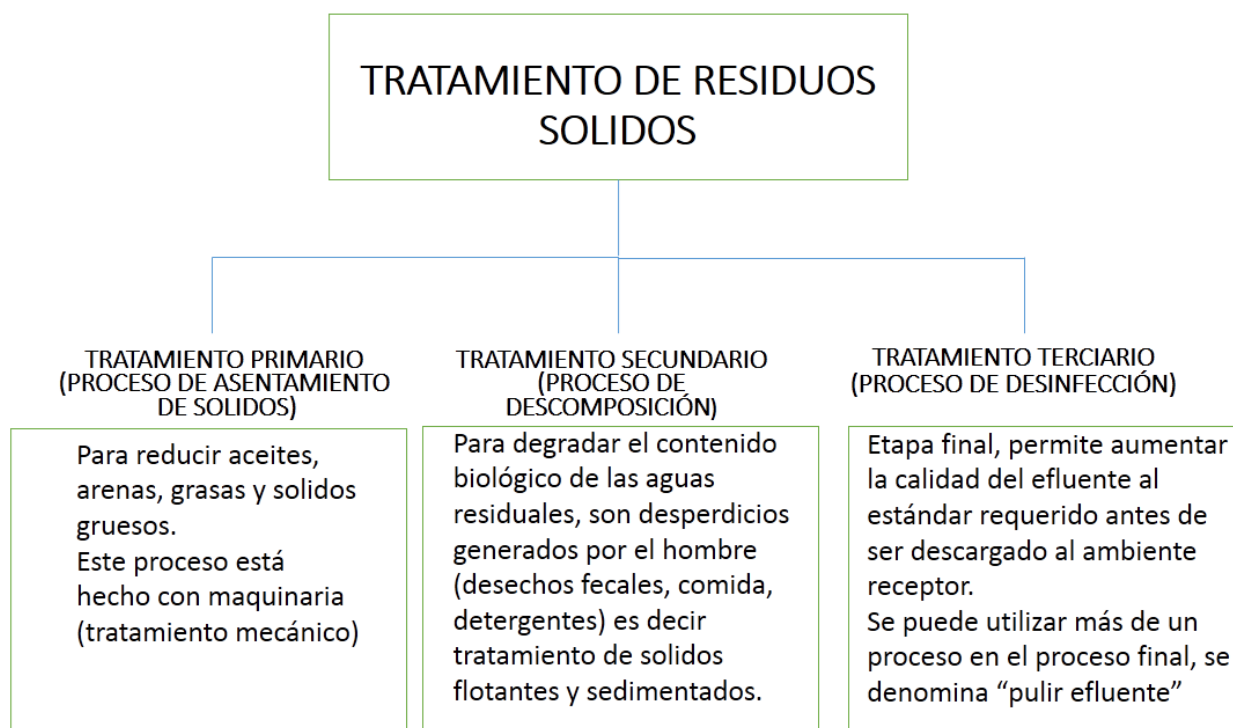 TRATAMIENTO DE RESIDUOS
SOLIDOS
TRATAMIENTO PRIMARIO
(PROCESO DE ASENTAMIENTO
DE SOLIDOS)
Para reducir aceites,
arenas, grasas y solidos
gruesos.
Este proceso está
hecho con maquinaria
(tratamiento mecánico)
TRATAMIENTO SECUNDARIO
(PROCESO DE
DESCOMPOSICIÓN)
Para degradar el contenido
biológico de las aguas
residuales, son desperdicios
generados por el hombre
(desechos fecales, comida,
detergentes) es decir
tratamiento de solidos
flotantes y sedimentados.
TRATAMIENTO TERCIARIO
(PROCESO DE DESINFECCIÓN)
Etapa final, permite aumentar
la calidad del efluente al
estándar requerido antes de
ser descargado al ambiente
receptor.
Se puede utilizar más de un
proceso en el proceso final, se
denomina “pulir efluente”